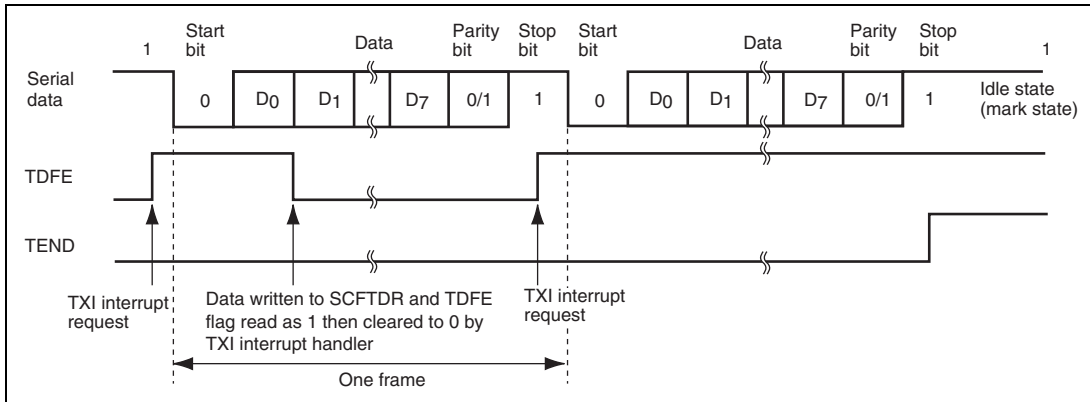 1 Start bit Data Parity bit Stop bit Start bit Data Parity bit Stop bit 1
Serial data 0 D0 D1 D7 0/1 1 0 D0 D1 D7 0/1 1 Idle state (mark state)
TDFE
TEND
TXI interrupt request
Data written to SCFTDR and TDFE
flag read as 1 then cleared to 0 by
TXI interrupt handler
TXI interrupt request
One frame